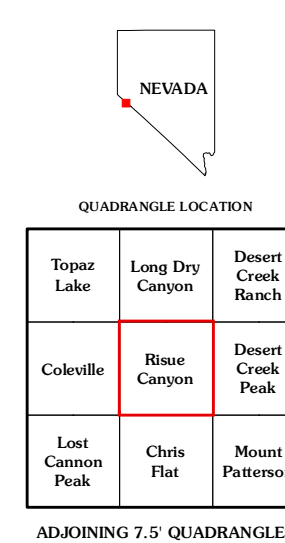 NEVADA
QUADRANGLE LOCATION
Topaz
Lake
Long Dry
Canyon
Desert
Creek
Ranch
Coleville
Risue
Canyon
Desert
Creek
Peak
Lost
Cannon
Peak
Chris
Flat
Mount
Patterso
ADJOINING 7.5' QUADRANGLE